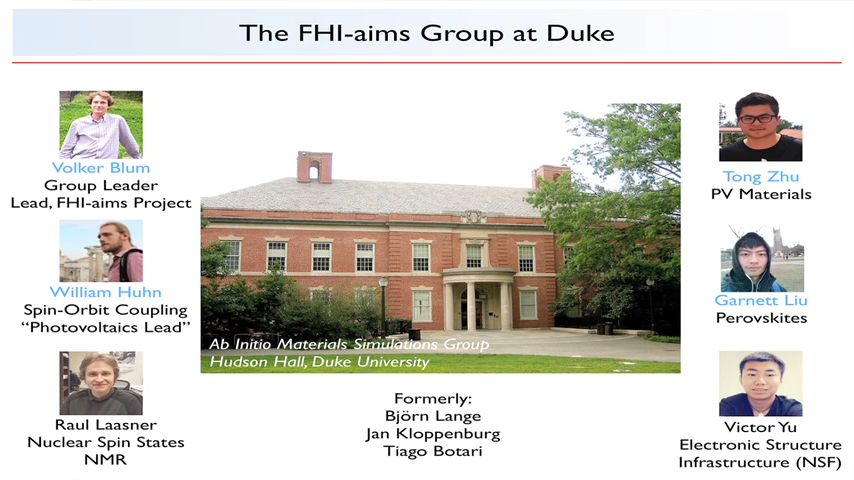 The FHI-aims Group at Duke
Volker Blum
Group Leader
Lead, FHI-aims Project
William Huhn
Spin-Orbit Coupling
“Photovoltaics Lead”
Raul Laasner
Nuclear Spin States
NMR
Ab Initio Materials Simulations Group
Hudson Hall, Duke University
Formerly:
Björn Lange
Jan Kloppenburg
Tiago Botari
Tong Zhu
PV Materials
Garnett Liu
Perovskites
Victor Yu
Electronic Structure
Infrastructure (NSF)